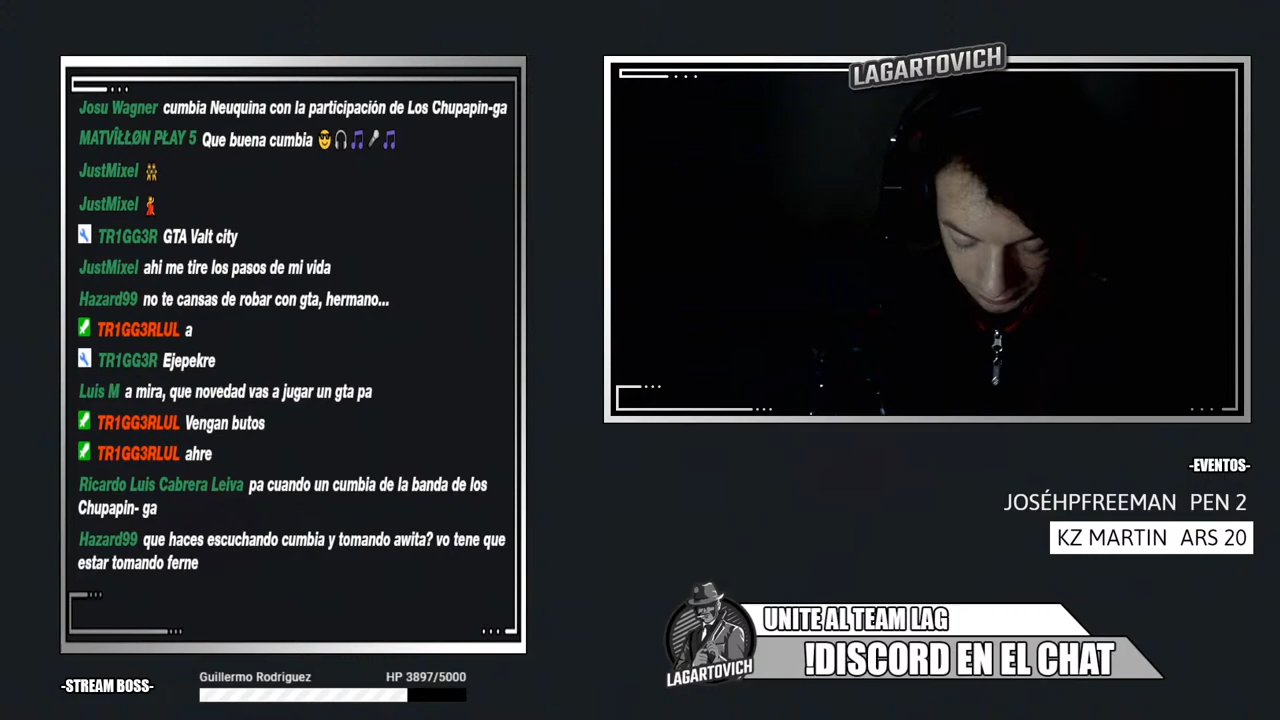 Josu Wagner cumbia Neuquina con la participación de Los Chupapin-ga
MATVÎŁŁØN PŁAY 5 Que buena cumbia 😎🎧🎵🎤🎵
JustMixel 👯
JustMixel 💃
TR1GG3R GTA Valt city
JustMixel ahi me tire los pasos de mi vida
Hazard99 no te cansas de robar con gta, hermano...
TR1GG3RLUL a
TR1GG3R Ejepekre
Luis M a mira, que novedad vas a jugar un gta pa
TR1GG3RLUL Vengan butos
TR1GG3RLUL ahre
Ricardo Luis Cabrera Leiva pa cuando un cumbia de la banda de los
Chupapin- ga
Hazard99 que haces escuchando cumbia y tomando awita? vo tene que
estar tomando ferne
-STREAM BOSS-
Guillermo Rodriguez HP 3897/5000
LAGARTOVICH
-EVENTOS-
JOSÉHPFREEMAN PEN 2
KZ MARTIN ARS 20
LAGARTOVICH
UNITE AL TEAM LAG
!DISCORD EN EL CHAT